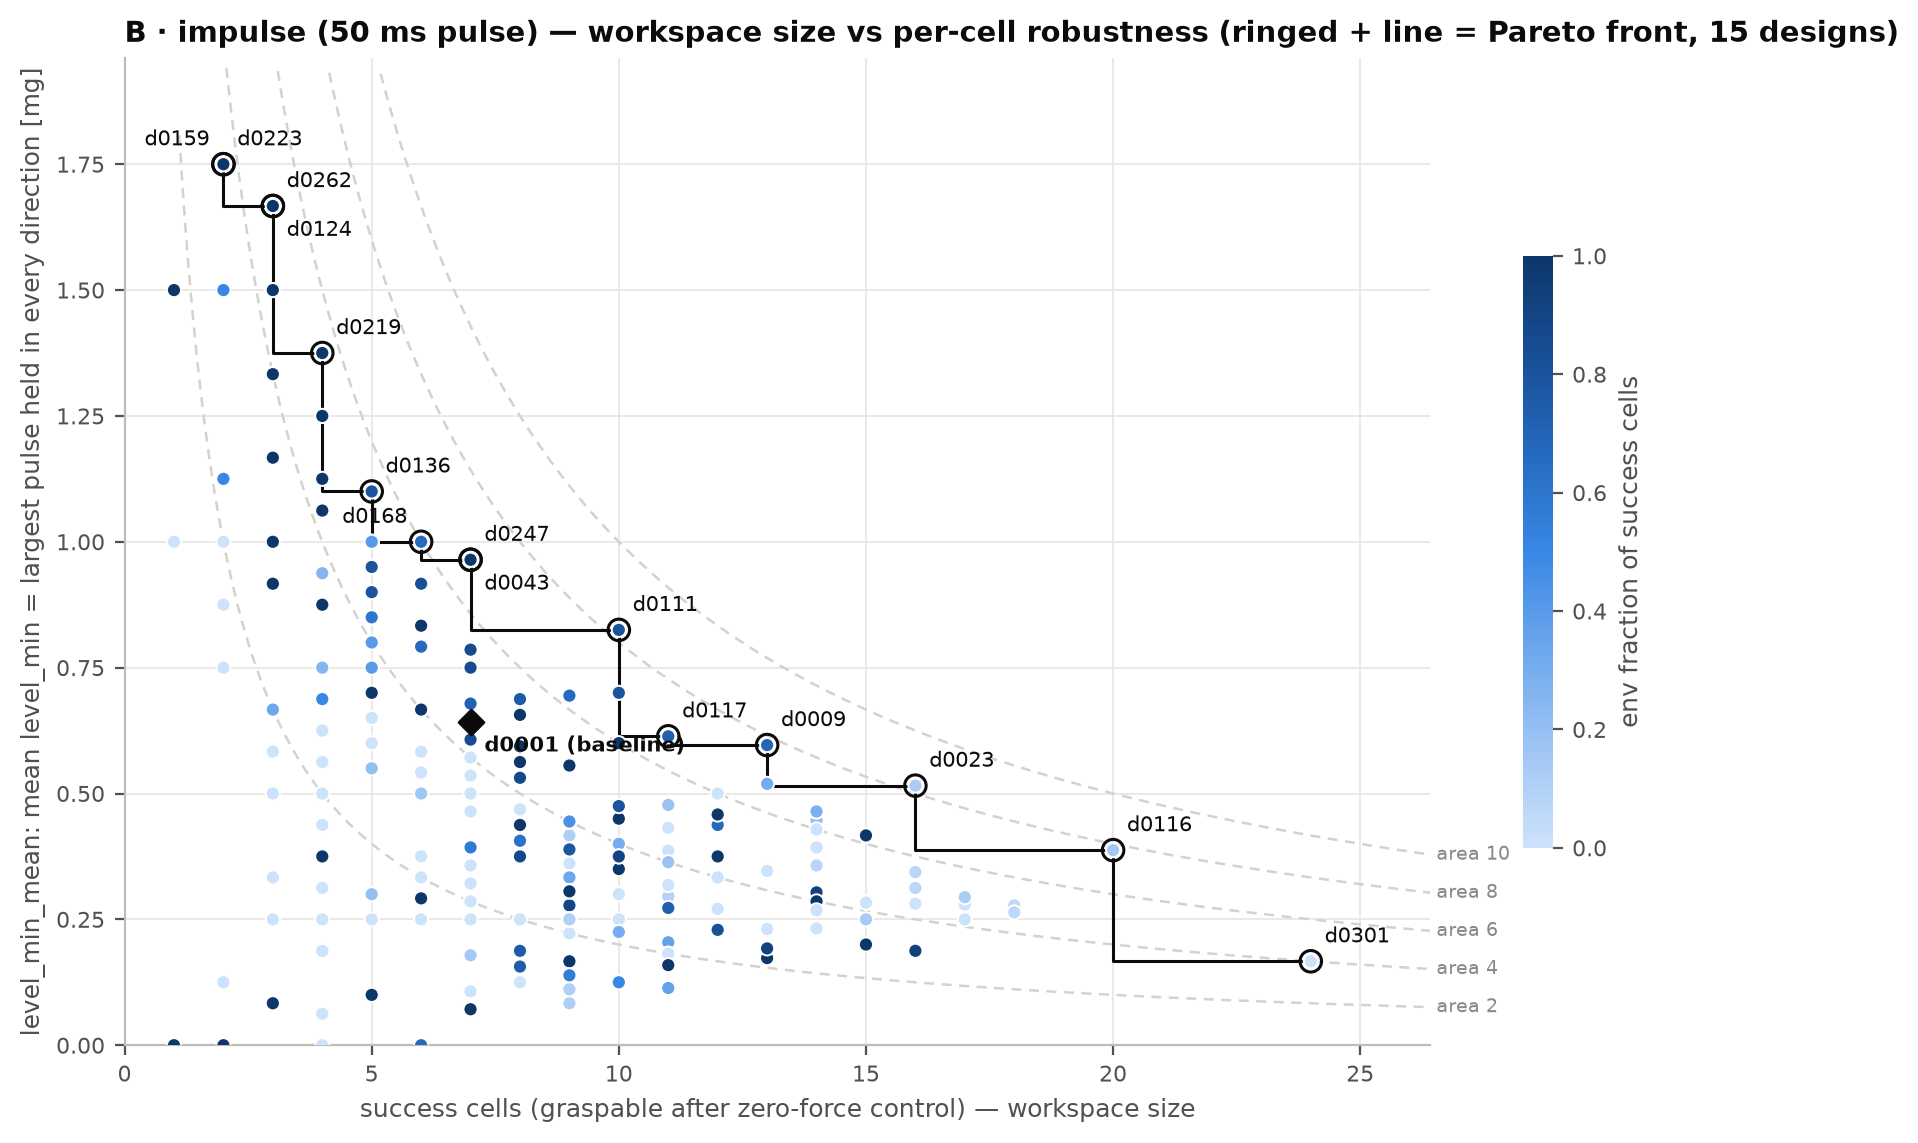 B · impulse (50 ms pulse) — workspace size vs per-cell robustness (ringed + line = Pareto front, 15 designs)
level_min_mean: mean level_min = largest pulse held in every direction [mg]
1.75
1.50
1.25
1.00
0.75
0.50
0.25
0.00
d0159
d0223
d0262
d0124
d0219
d0136
d0168
d0247
d0043
d0111
d0117
d0009
d0001 (baseline)
d0023
d0116
d0301
area 10
area 8
area 6
area 4
area 2
0
5
10
15
20
25
success cells (graspable after zero-force control) — workspace size
1.0
0.8
0.6
0.4
0.2
0.0
env fraction of success cells